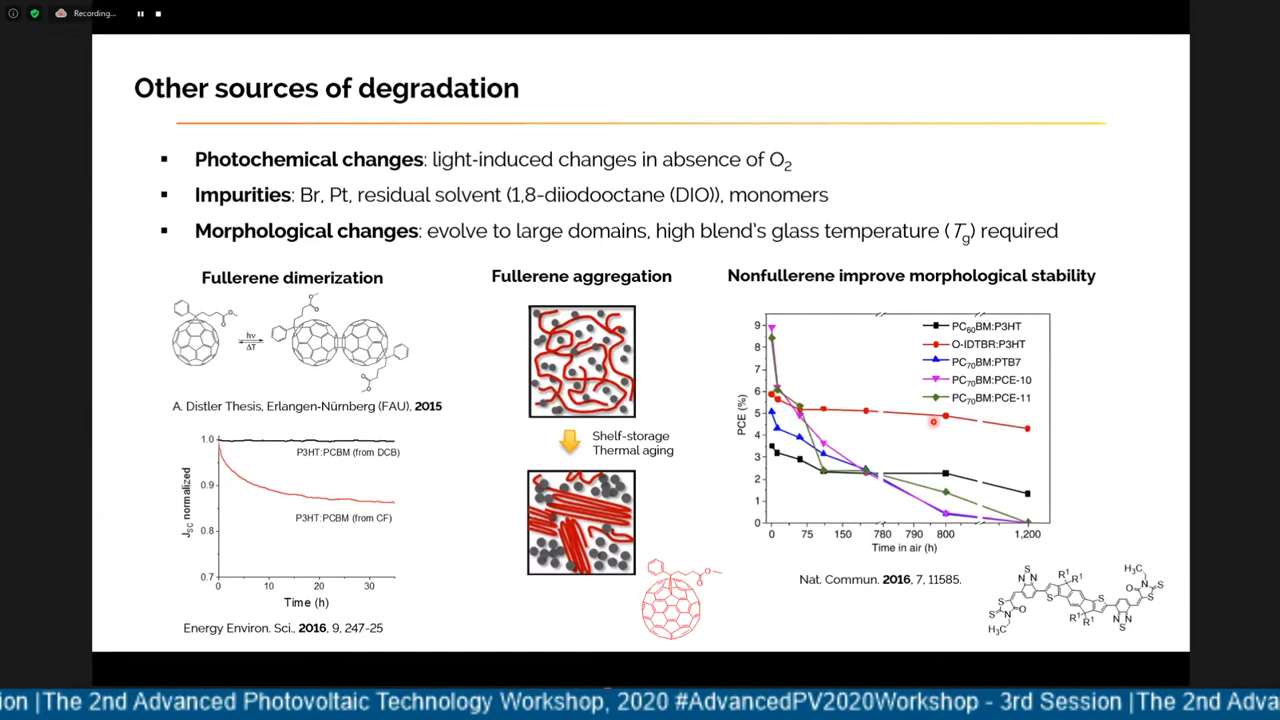 Recording...
Other sources of degradation
▪ Photochemical changes: light-induced changes in absence of O2
▪ Impurities: Br, Pt, residual solvent (1,8-diiodooctane (DIO)), monomers
▪ Morphological changes: evolve to large domains, high blend's glass temperature (Tg) required
Fullerene dimerization
hν
ΔT
A. Distler Thesis, Erlangen-Nürnberg (FAU), 2015
JSC normalized
1.0
0.9
0.8
0.7
P3HT:PCBM (from DCB)
P3HT:PCBM (from CF)
0 10 20 30
Time (h)
Energy Environ. Sci., 2016, 9, 247-25
Fullerene aggregation
Shelf-storage
Thermal aging
Nonfullerene improve morphological stability
PCE (%)
9
8
7
6
5
4
3
2
1
0
PC60BM:P3HT
O-IDTBR:P3HT
PC70BM:PTB7
PC70BM:PCE-10
PC70BM:PCE-11
0 75 150 780 790 800 1,200
Time in air (h)
Nat. Commun. 2016, 7, 11585.
ion |The 2nd Advanced Photovoltaic Technology Workshop, 2020 #AdvancedPV2020Workshop - 3rd Session |The 2nd Adva